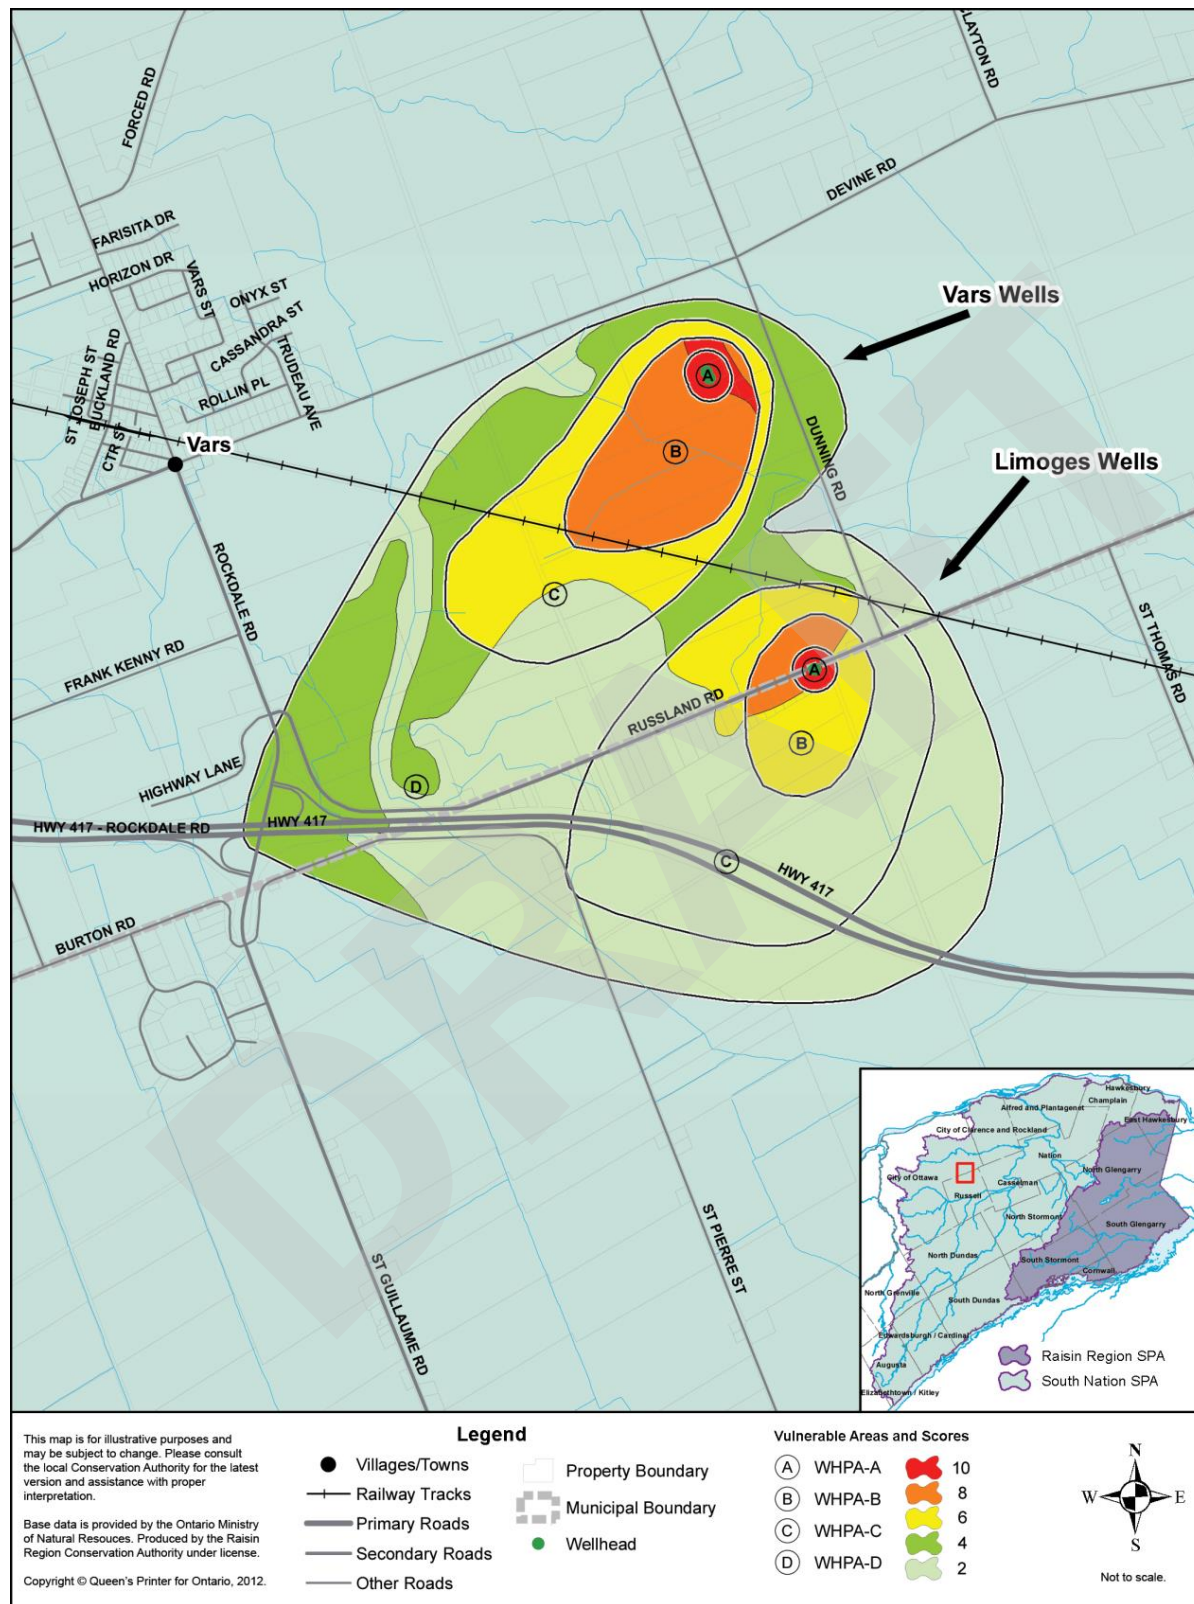 CLAYTON RD
FORCED RD
DEVINE RD
FARISITA DR
HORIZON DR
VARS ST
ONYX ST
CASSANDRA ST
TRUDEAU AVE
ST JOSEPH ST
BUCKLAND RD
ROLLIN PL
CTR ST
Vars
Vars Wells
A
B
DUNNING RD
Limoges Wells
ROCKDALE RD
C
ST THOMAS RD
FRANK KENNY RD
A
RUSSLAND RD
B
HIGHWAY LANE
D
HWY 417 - ROCKDALE RD
HWY 417
C
HWY 417
BURTON RD
ST GUILLAUME RD
ST PIERRE ST
DRAFT
Hawkesbury
Champlain
Alfred and Plantagenet
East Hawkesbury
City of Clarence and Rockland
Nation
North Glengarry
City of Ottawa
Casselman
Russell
North Stormont
South Glengarry
North Dundas
South Stormont
Cornwall
North Grenville
South Dundas
Edwardsburgh / Cardinal
Augusta
Elizabethtown / Kitley
Raisin Region SPA
South Nation SPA
This map is for illustrative purposes and
may be subject to change. Please consult
the local Conservation Authority for the latest
version and assistance with proper
interpretation.
Base data is provided by the Ontario Ministry
of Natural Resouces. Produced by the Raisin
Region Conservation Authority under license.
Copyright © Queen's Printer for Ontario, 2012.
Legend
Villages/Towns
Railway Tracks
Primary Roads
Secondary Roads
Other Roads
Property Boundary
Municipal Boundary
Wellhead
Vulnerable Areas and Scores
A WHPA-A 10
B WHPA-B 8
C WHPA-C 6
D WHPA-D 4
2
N
W E
S
Not to scale.